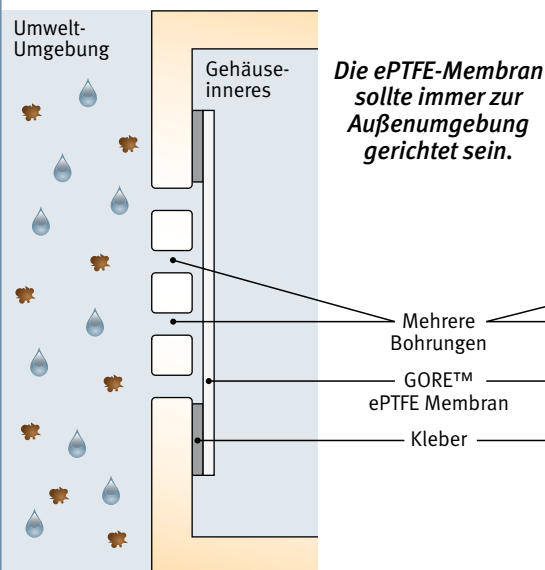 Umwelt-
Umgebung
Gehäuse-
inneres
Die ePTFE-Membran
sollte immer zur
Außenumgebung
gerichtet sein.
Mehrere
Bohrungen
GORE™
ePTFE Membran
Kleber